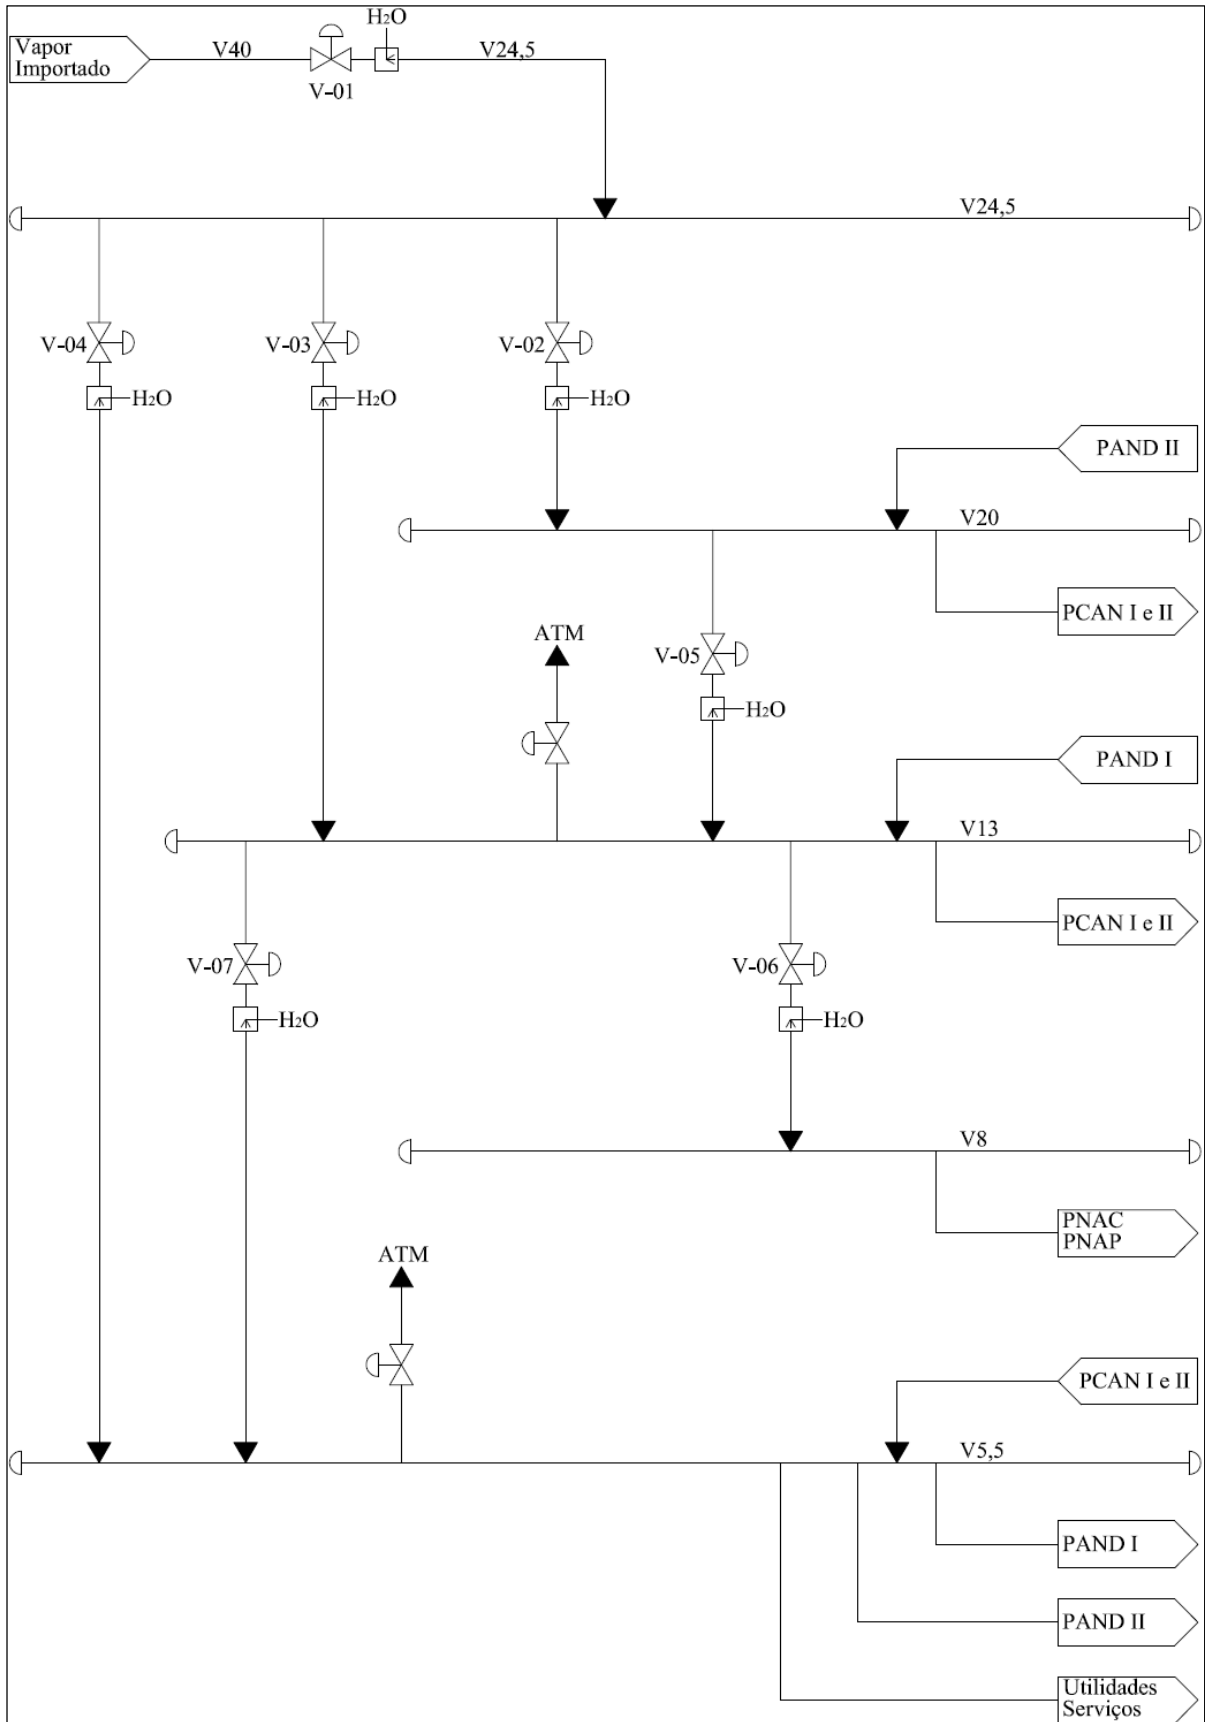 H2O
Vapor
Importado
V40
V24,5
V-01
V24,5
V-04
V-03
V-02
H2O
H2O
H2O
PAND II
V20
PCAN I e II
ATM
V-05
H2O
PAND I
V13
PCAN I e II
V-07
V-06
H2O
H2O
V8
PNAC
PNAP
ATM
PCAN I e II
V5,5
PAND I
PAND II
Utilidades
Serviços